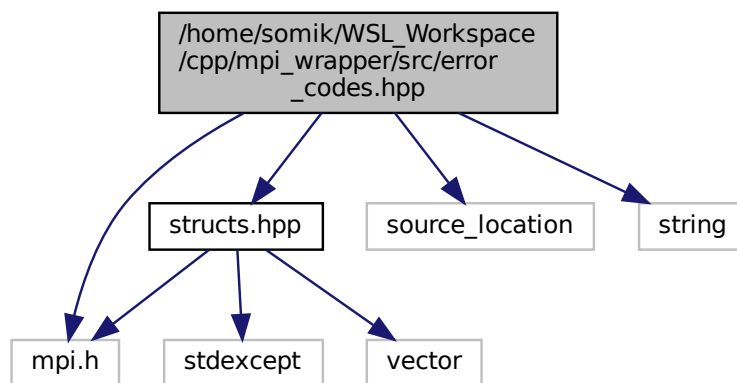 /home/somik/WSL_Workspace
/cpp/mpi_wrapper/src/error
_codes.hpp
structs.hpp
source_location
string
mpi.h
stdexcept
vector